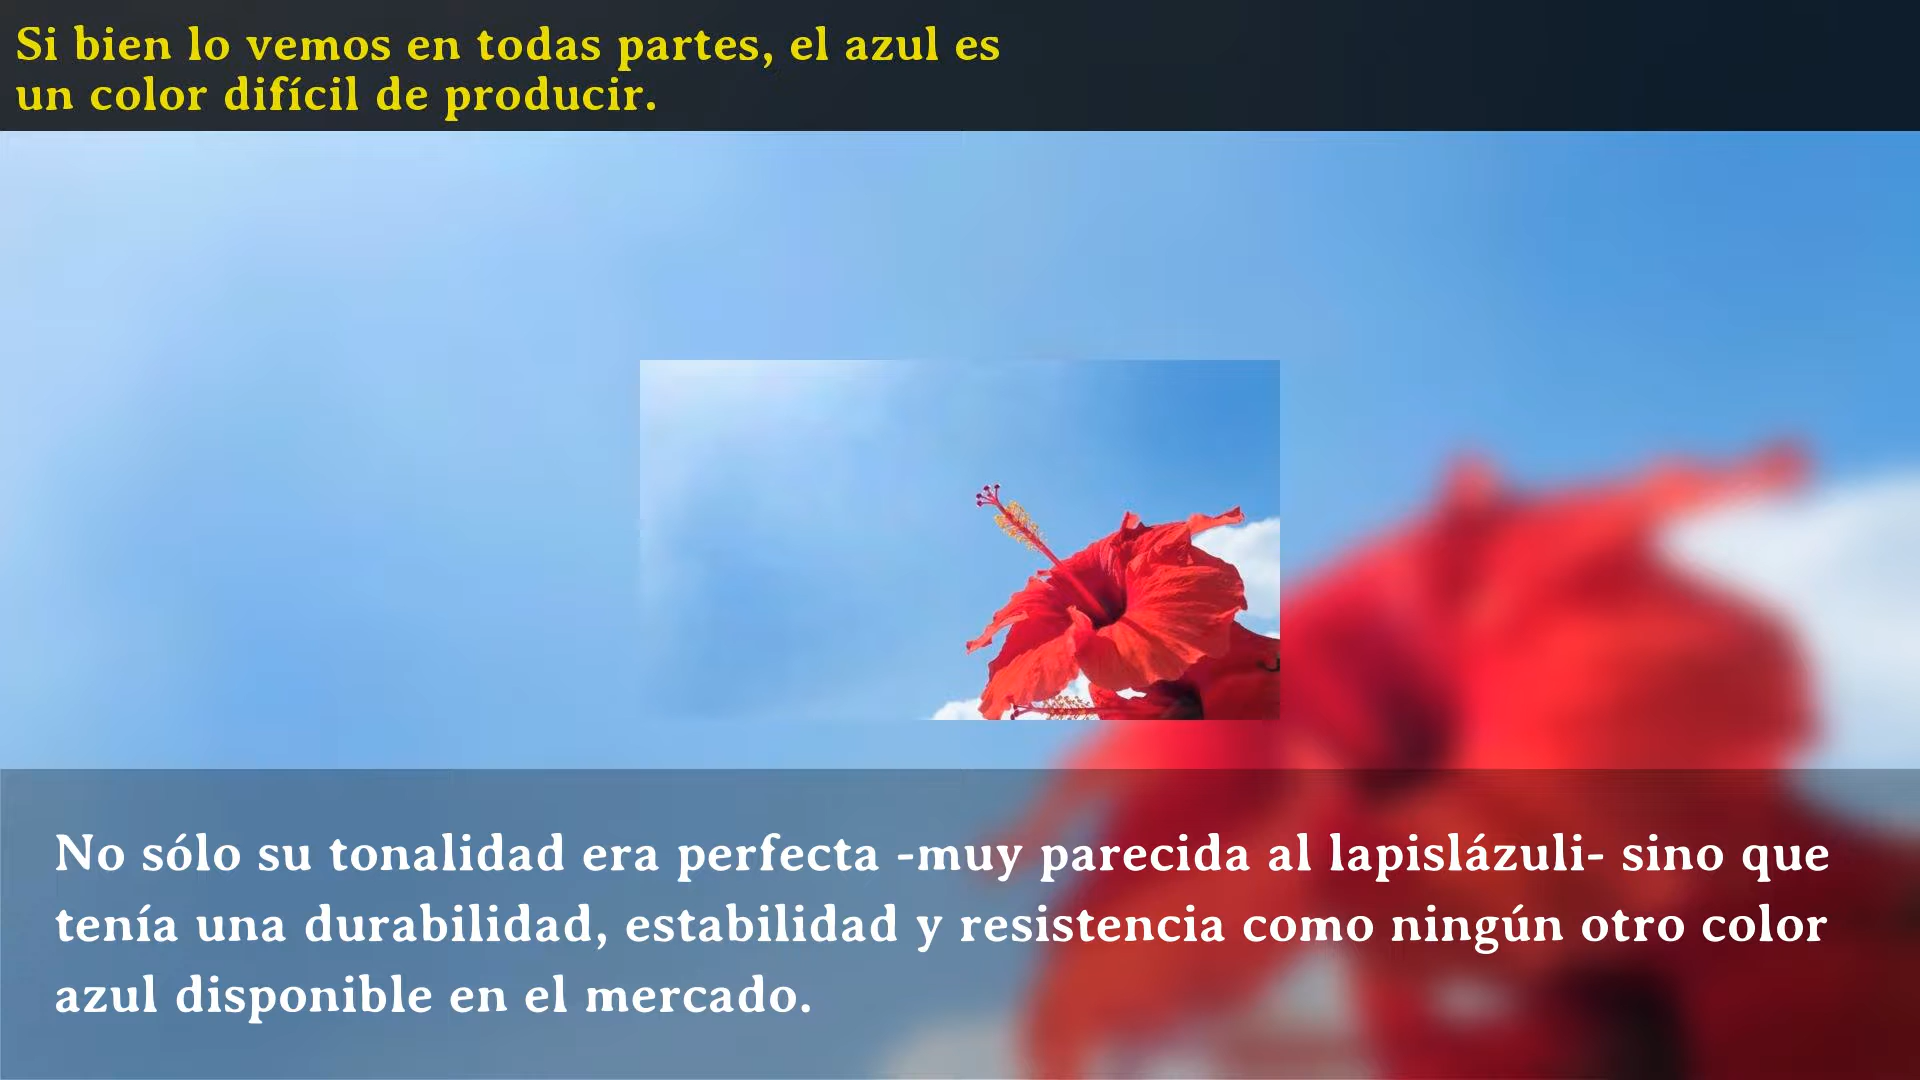 Si bien lo vemos en todas partes, el azul es
un color difícil de producir.
No sólo su tonalidad era perfecta -muy parecida al lapislázuli- sino que
tenía una durabilidad, estabilidad y resistencia como ningún otro color
azul disponible en el mercado.